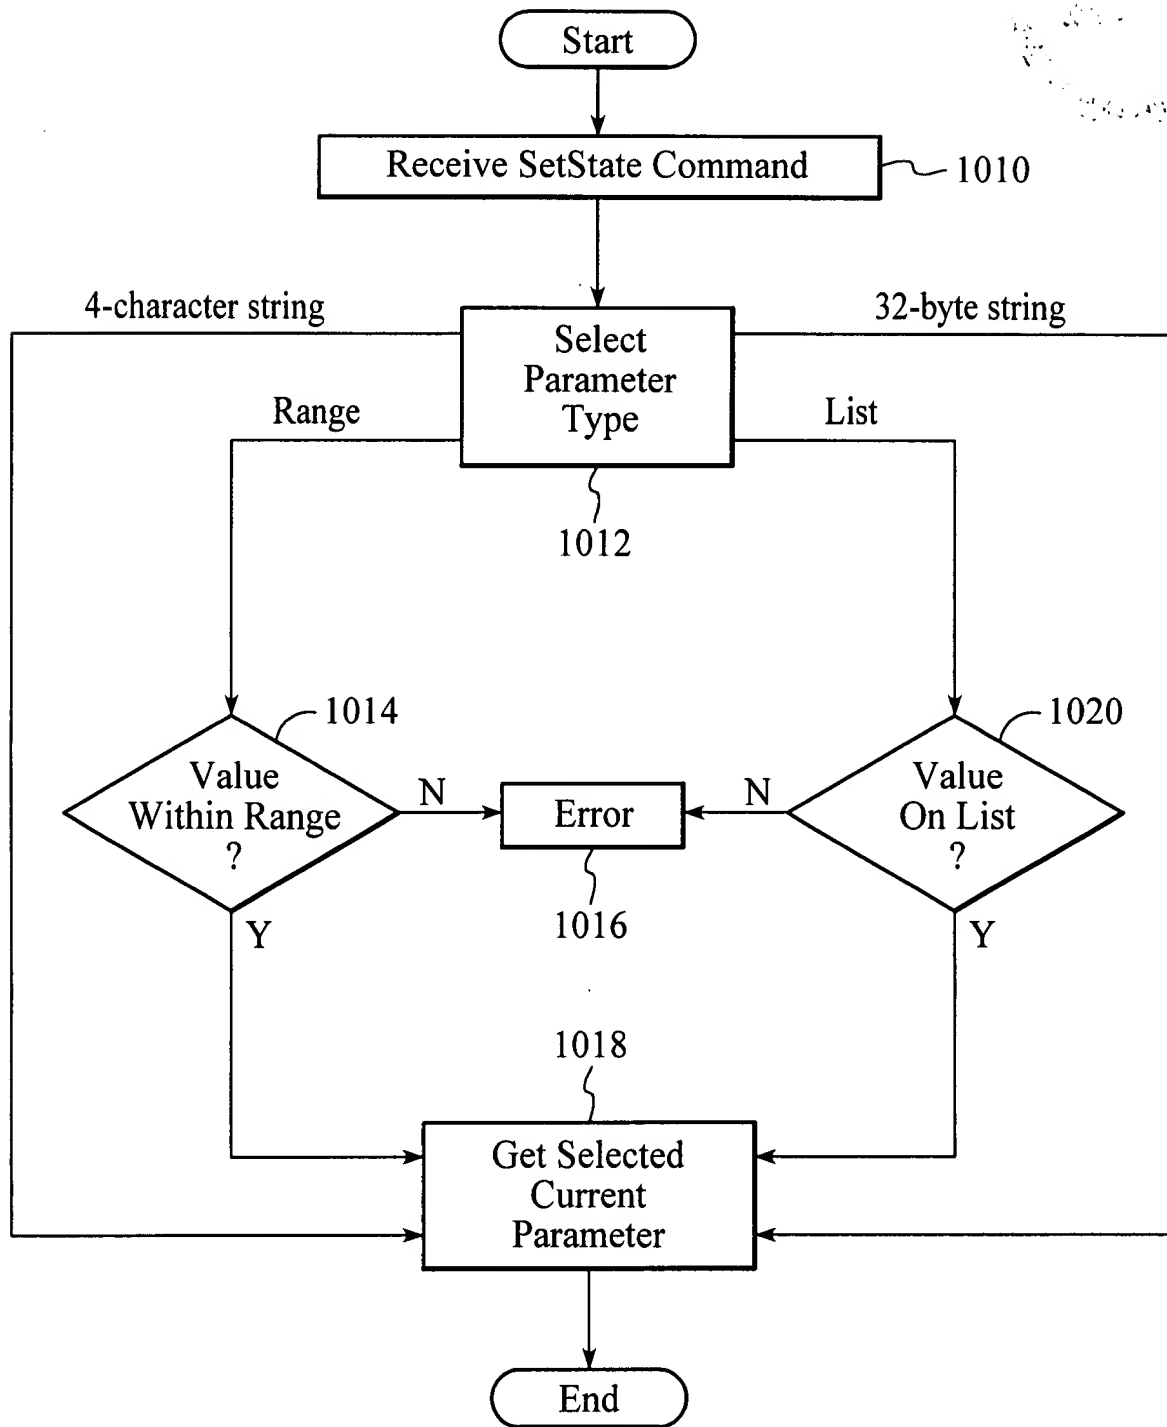 Start
Receive SetState Command
1010
4-character string
32-byte string
Select
Parameter
Type
Range
List
1012
1014
1020
Value
Within Range
?
N
Error
N
Value
On List
?
1016
Y
Y
1018
Get Selected
Current
Parameter
End